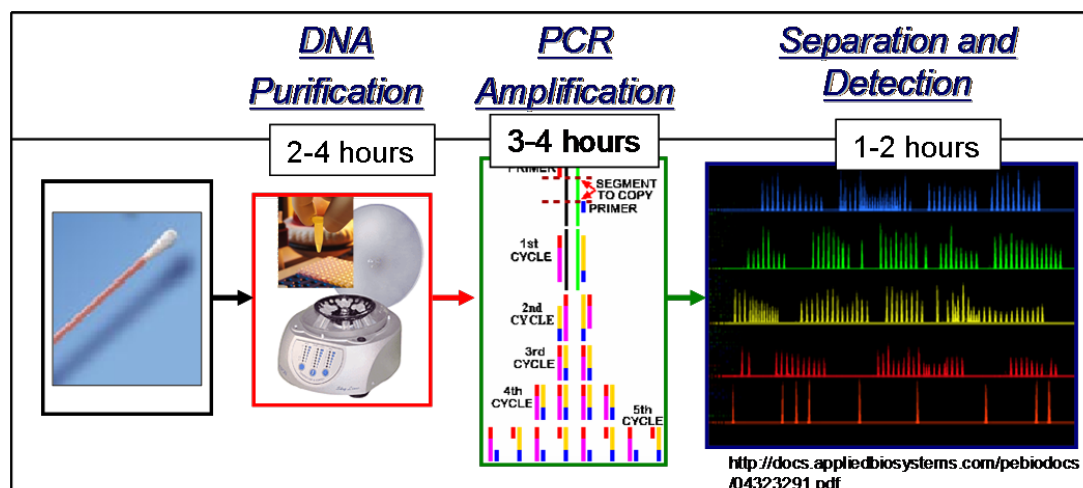 DNA
Purification
PCR
Amplification
Separation and
Detection
2-4 hours
3-4 hours
1-2 hours
PRIMER
SEGMENT
TO COPY
PRIMER
1st
CYCLE
2nd
CYCLE
3rd
CYCLE
4th
CYCLE
5th
CYCLE
http://docs.appliedbiosystems.com/pebiodocs
/04323291.pdf